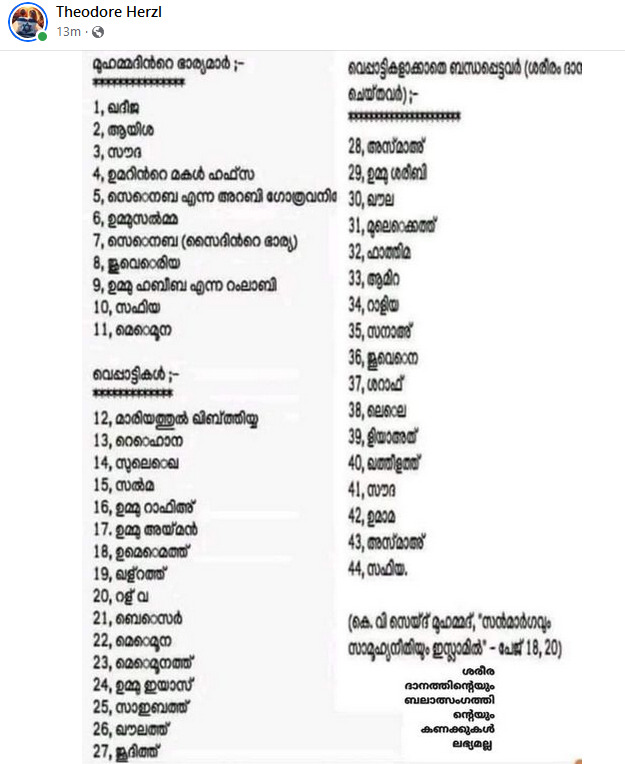 Theodore Herzl
13m ·
മുഹമ്മദിൻറെ ഭാര്യമാർ ;-
****************
1, ഖദീജ
2, ആയിശ
3, സൗദ
4, ഉമറിൻറെ മകൾ ഹഫ്സ
5, സെെനബ എന്ന അറബി ഗോത്രവനിത
6, ഉമ്മുസൽമ്മ
7, സെെനബ (സൈദിൻറെ ഭാര്യ)
8, ജുവെെരിയ
9, ഉമ്മു ഹബീബ എന്ന റംലാബി
10, സഫിയ
11, മെെമൂന
വെപ്പാട്ടികൾ ;-
**************
12, മാരിയത്തുൽ ഖിബ്ത്തിയ്യ
13, റെെഹാന
14, സുലെെഖ
15, സൽമ
16, ഉമ്മു റാഫിഅ്
17. ഉമ്മു അയ്മൻ
18, ഉമെെമത്ത്
19, ഖള്റത്ത്
20, റള് വ
21, ബെെസർ
22, മെെമൂന
23, മെെമൂനത്ത്
24, ഉമ്മു ഇയാസ്
25, സാഇബത്ത്
26, ഖൗലത്ത്
27, ജൂദിത്ത്
വെപ്പാട്ടികളാക്കാതെ ബന്ധപ്പെട്ടവർ (ശരീരം ദാന
ചെയ്തവർ) ;-
********************
28, അസ്മാഅ്
29, ഉമ്മു ശരീബി
30, ഖൗല
31, മുലെെക്കത്ത്
32, ഫാത്തിമ
33, ആമിറ
34, റാളിയ
35, സനാഅ്
36, ജുവെെന
37, ശറാഫ്
38, ലെെല
39, ളിയാഅത്
40, ഖത്തീളത്ത്
41, സൗദ
42, ഉമാമ
43, അസ്മാഅ്
44, സഫിയ.
(കെ. വി സെയ്ദ് മുഹമ്മദ്, "സൻമാർഗവും
സാമൂഹ്യനീതിയും ഇസ്ലാമിൽ" - പേജ് 18, 20)
ശരീര
ദാനത്തിന്റെയും
ബലാത്സംഗത്തി
ന്റെയും
കണക്കുകൾ
ലഭ്യമല്ല